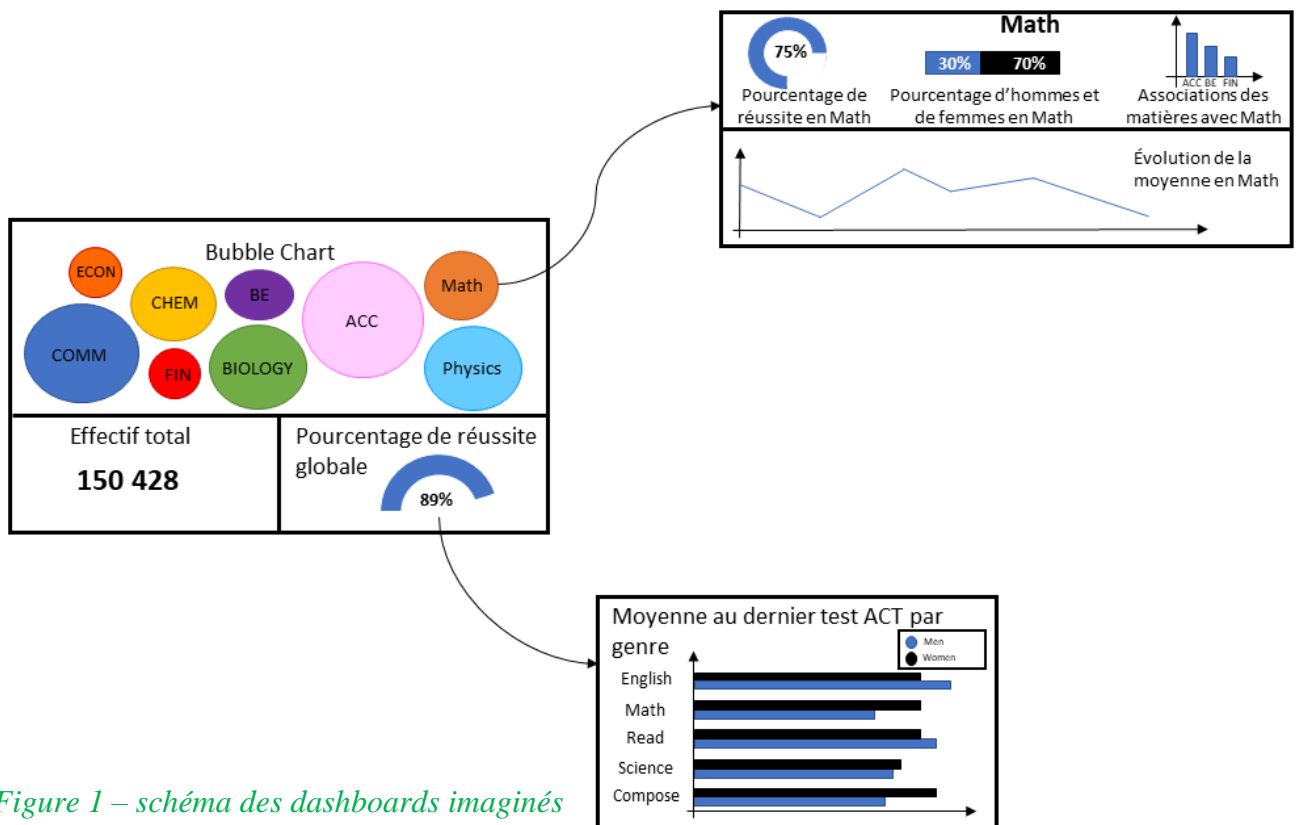 Math
75%
30% 70%
ACC BE FIN
Pourcentage de
réussite en Math
Pourcentage d'hommes et
de femmes en Math
Associations des
matières avec Math
Évolution de la
moyenne en Math
Bubble Chart
ECON
CHEM
BE
ACC
Math
COMM
FIN
BIOLOGY
Physics
Effectif total
150 428
Pourcentage de réussite
globale
89%
Moyenne au dernier test ACT par
genre
Men
Women
English
Math
Read
Science
Compose
Figure 1 – schéma des dashboards imaginés